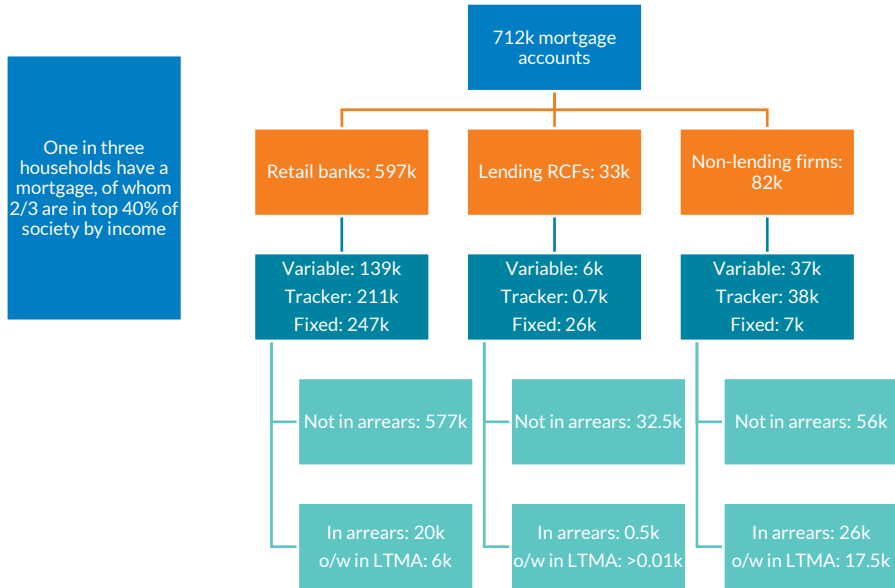 712k mortgage
accounts
One in three
households have a
mortgage, of whom
2/3 are in top 40% of
society by income
Retail banks: 597k
Lending RCFs: 33k
Non-lending firms:
82k
Variable: 139k
Tracker: 211k
Fixed: 247k
Variable: 6k
Tracker: 0.7k
Fixed: 26k
Variable: 37k
Tracker: 38k
Fixed: 7k
Not in arrears: 577k
Not in arrears: 32.5k
Not in arrears: 56k
In arrears: 20k
o/w in LTMA: 6k
In arrears: 0.5k
o/w in LTMA: >0.01k
In arrears: 26k
o/w in LTMA: 17.5k